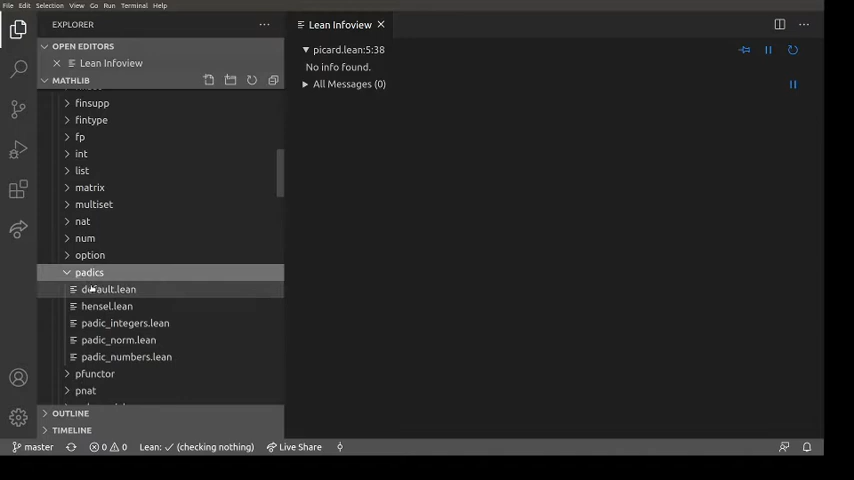 File Edit Selection View Go Run Terminal Help
EXPLORER
OPEN EDITORS
Lean Infoview
MATHLIB
finsupp
fintype
fp
int
list
matrix
multiset
nat
num
option
padics
default.lean
hensel.lean
padic_integers.lean
padic_norm.lean
padic_numbers.lean
pfunctor
pnat
OUTLINE
TIMELINE
Lean Infoview
picard.lean:5:38
No info found.
All Messages (0)
master 0 0 Lean: ✓ (checking nothing) Live Share